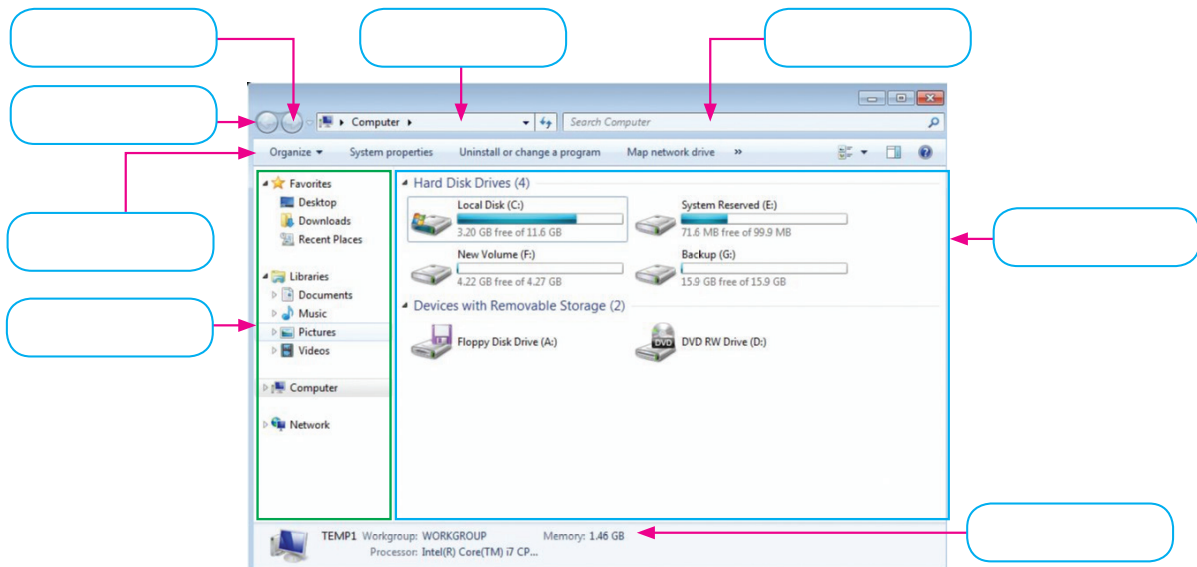 Computer
Search Computer
Organize System properties Uninstall or change a program Map network drive »
Favorites
Desktop
Downloads
Recent Places
Libraries
Documents
Music
Pictures
Videos
Computer
Network
Hard Disk Drives (4)
Local Disk (C:)
3.20 GB free of 11.6 GB
System Reserved (E:)
71.6 MB free of 99.9 MB
New Volume (F:)
4.22 GB free of 4.27 GB
Backup (G:)
15.9 GB free of 15.9 GB
Devices with Removable Storage (2)
Floppy Disk Drive (A:)
DVD
DVD RW Drive (D:)
TEMP1 Workgroup: WORKGROUP Memory: 1.46 GB
Processor: Intel(R) Core(TM) i7 CP...